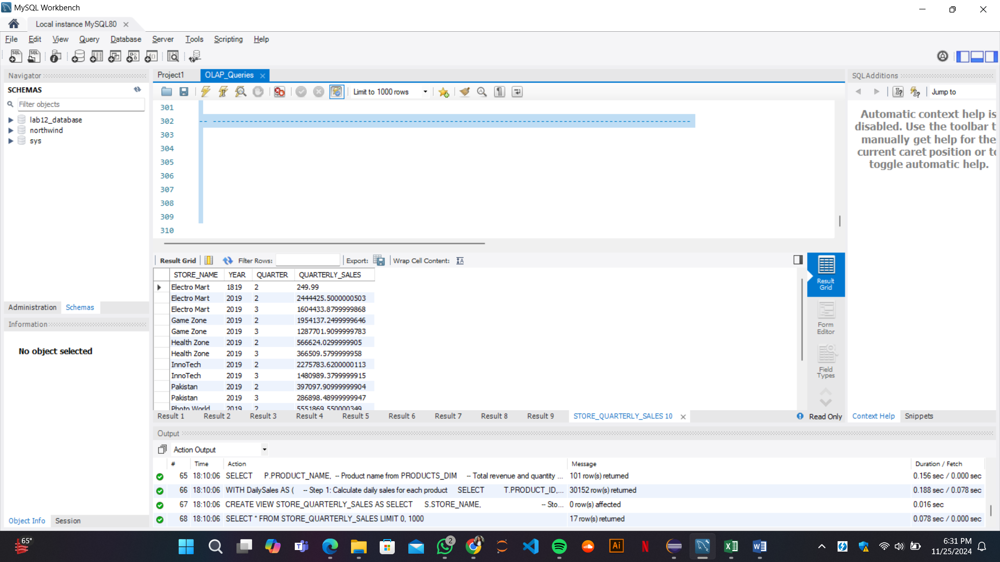 MySQL Workbench
Local instance MySQL80
File Edit View Query Database Server Tools Scripting Help
Navigator
SCHEMAS
Filter objects
lab12_database
northwind
sys
Administration Schemas
Information
No object selected
Object Info Session
Project1 OLAP_Queries
Limit to 1000 rows
301
302
303
304
305
306
307
308
309
310
Result Grid Filter Rows: Export: Wrap Cell Content:
STORE_NAME YEAR QUARTER QUARTERLY_SALES
Electro Mart 1819 2 249.99
Electro Mart 2019 2 2444425.5000000503
Electro Mart 2019 3 1604433.8799999868
Game Zone 2019 2 1954137.2499999646
Game Zone 2019 3 1287701.9099999783
Health Zone 2019 2 566624.0299999905
Health Zone 2019 3 366509.5799999958
InnoTech 2019 2 2275783.6200000113
InnoTech 2019 3 1480989.3799999915
Pakistan 2019 2 397097.90999999904
Pakistan 2019 3 286898.48999999947
Photo World 2019 2 5551869.550000349
Result Grid
Form Editor
Field Types
Result 1 Result 2 Result 3 Result 4 Result 5 Result 6 Result 7 Result 8 Result 9 STORE_QUARTERLY_SALES 10 Read Only
Output
Action Output
# Time Action Message Duration / Fetch
65 18:10:06 SELECT P.PRODUCT_NAME, -- Product name from PRODUCTS_DIM -- Total revenue and quantity ... 101 row(s) returned 0.156 sec / 0.000 sec
66 18:10:06 WITH DailySales AS ( -- Step 1: Calculate daily sales for each product SELECT T.PRODUCT_ID,... 30152 row(s) returned 0.188 sec / 0.078 sec
67 18:10:06 CREATE VIEW STORE_QUARTERLY_SALES AS SELECT S.STORE_NAME, -- Sto... 0 row(s) affected 0.016 sec
68 18:10:06 SELECT * FROM STORE_QUARTERLY_SALES LIMIT 0, 1000 17 row(s) returned 0.078 sec / 0.000 sec
SQLAdditions
Jump to
Automatic context help is
disabled. Use the toolbar t
manually get help for the
current caret position or to
toggle automatic help.
Context Help Snippets
65°
2
6:31 PM
11/25/2024